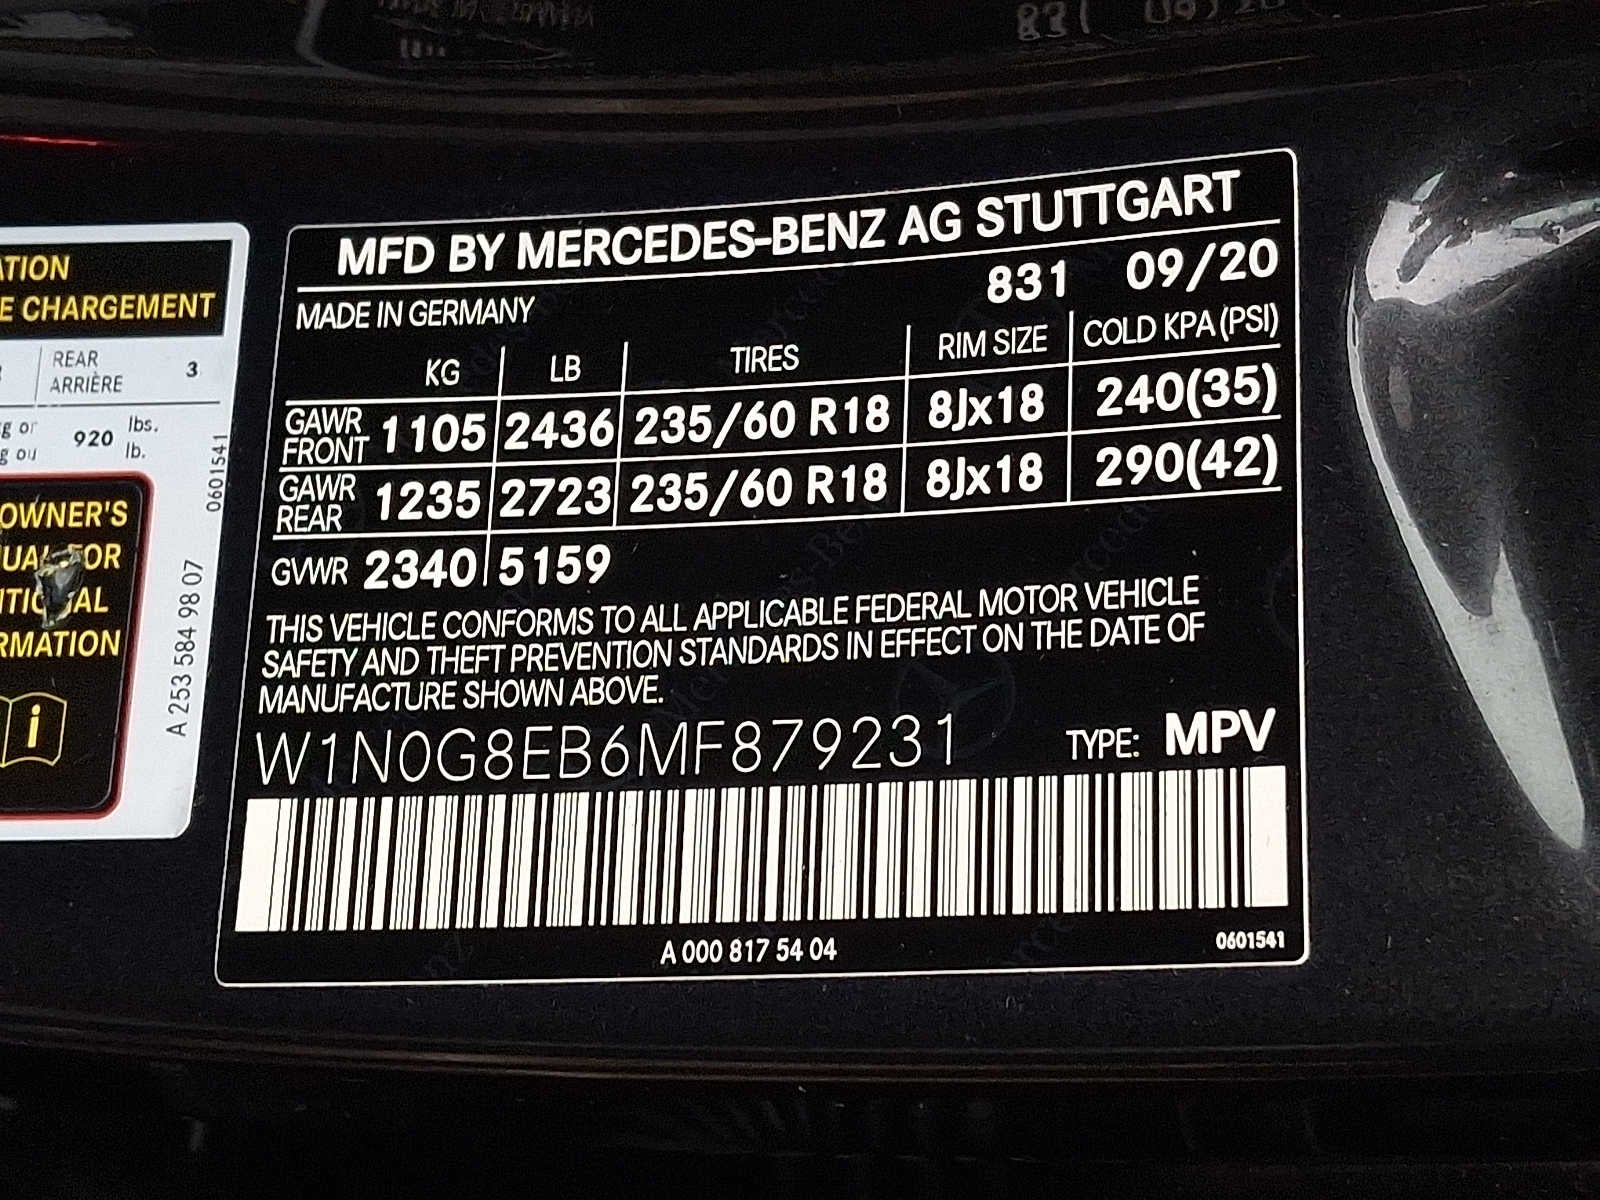 ATION
E CHARGEMENT
REAR
ARRIÈRE 3
g or 920 lbs.
g ou lb.
OWNER'S
FOR
AL
RMATION
i
0601541
A 253 584 98 07
MFD BY MERCEDES-BENZ AG STUTTGART
MADE IN GERMANY 831 09/20
KG LB TIRES RIM SIZE COLD KPA (PSI)
GAWR FRONT 1105 2436 235/60 R18 8Jx18 240(35)
GAWR REAR 1235 2723 235/60 R18 8Jx18 290(42)
GVWR 2340 5159
THIS VEHICLE CONFORMS TO ALL APPLICABLE FEDERAL MOTOR VEHICLE
SAFETY AND THEFT PREVENTION STANDARDS IN EFFECT ON THE DATE OF
MANUFACTURE SHOWN ABOVE.
W1N0G8EB6MF879231 TYPE: MPV
A 000 817 54 04 0601541